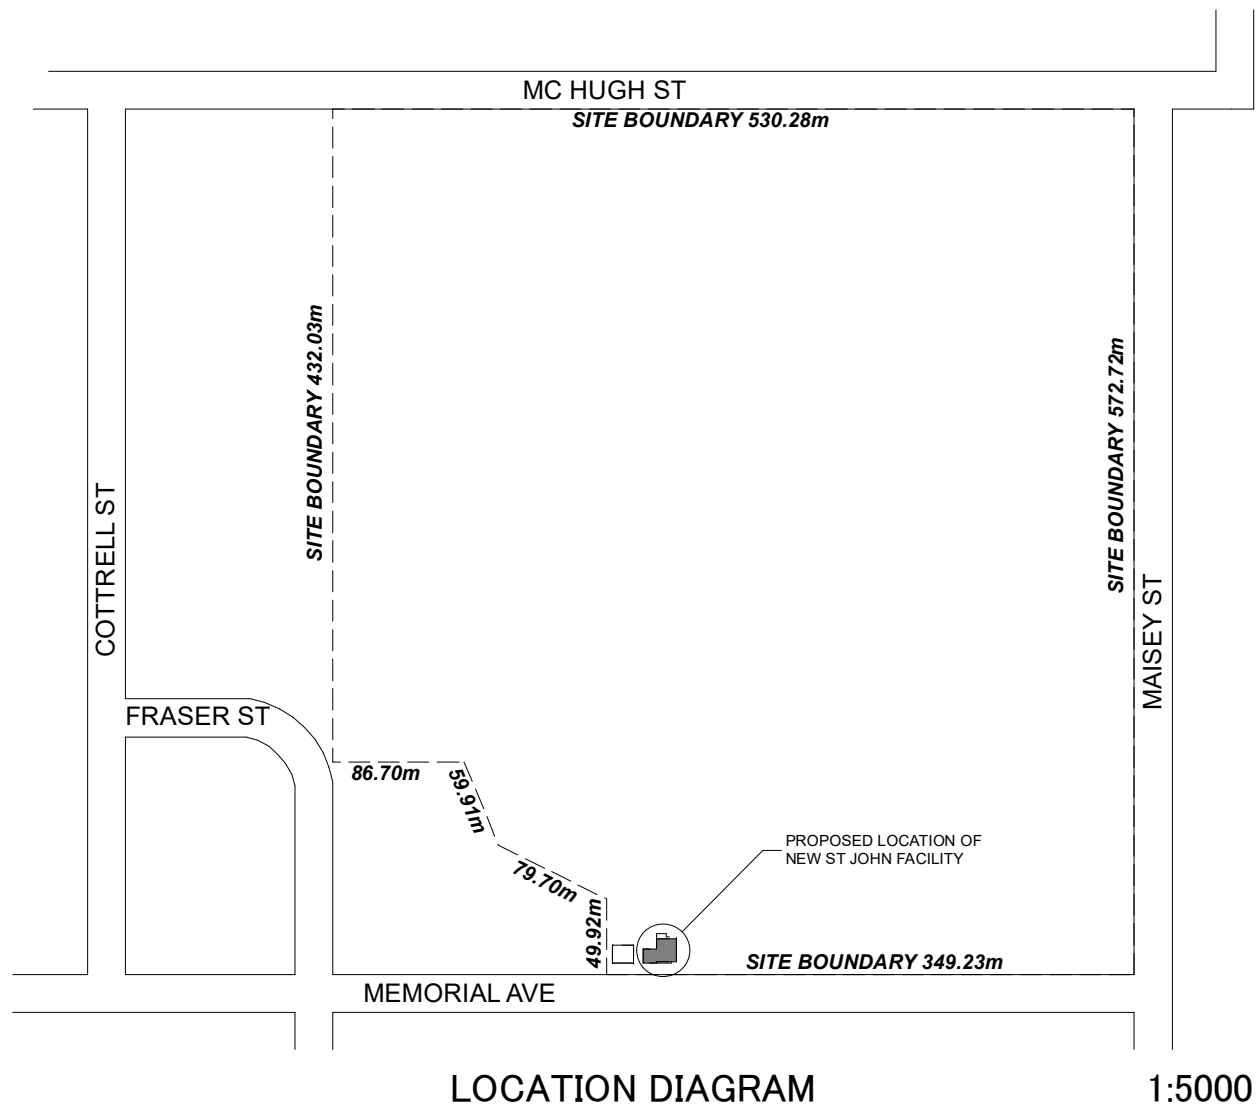 MC HUGH ST
SITE BOUNDARY 530.28m
SITE BOUNDARY 432.03m
SITE BOUNDARY 572.72m
COTTRELL ST
MAISEY ST
FRASER ST
86.70m
59.91m
79.70m
49.92m
PROPOSED LOCATION OF
NEW ST JOHN FACILITY
SITE BOUNDARY 349.23m
MEMORIAL AVE
LOCATION DIAGRAM
1:5000